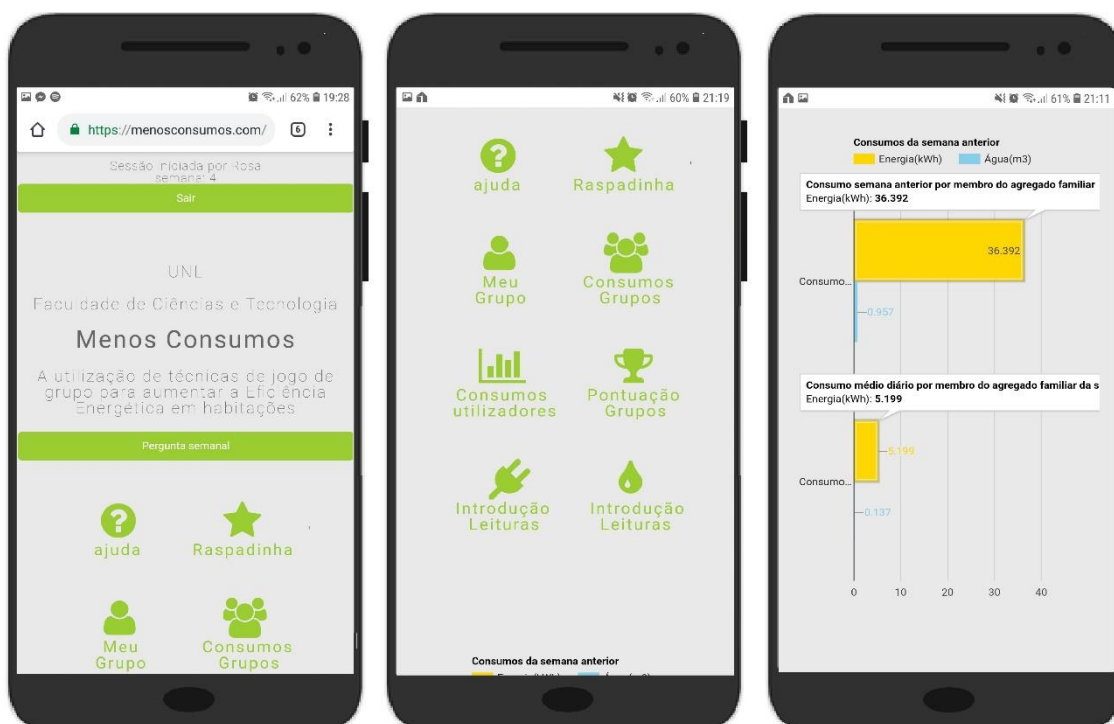 62% 19:28
https://menosconsumos.com/
6
Sessão iniciada por Rosa
semana: 4
Sair
UNL
Faculdade de Ciências e Tecnologia
Menos Consumos
A utilização de técnicas de jogo de
grupo para aumentar a Eficiência
Energética em habitações
Pergunta semanal
ajuda
Raspadinha
Meu
Grupo
Consumos
Grupos
60% 21:19
ajuda
Raspadinha
Meu
Grupo
Consumos
Grupos
Consumos
utilizadores
Pontuação
Grupos
Introdução
Leituras
Introdução
Leituras
Consumos da semana anterior
Energia(kWh)
61% 21:11
Consumos da semana anterior
Energia(kWh) Água(m3)
Consumo semana anterior por membro do agregado familiar
Energia(kWh): 36.392
36.392
Consumo...
0.957
Consumo médio diário por membro do agregado familiar da s
Energia(kWh): 5.199
5.199
Consumo...
0.137
0 10 20 30 40